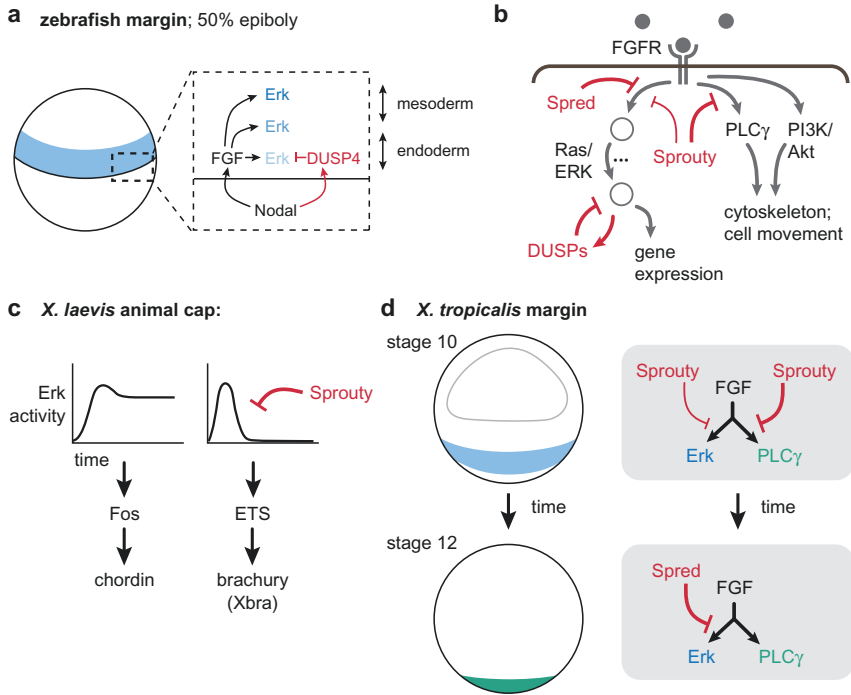 a zebrafish margin; 50% epiboly
Erk
Erk
FGF
Erk
DUSP4
Nodal
mesoderm
endoderm
b
FGFR
Spred
Ras/
ERK
...
Sprouty
PLCγ
PI3K/
Akt
DUSPs
gene
expression
cytoskeleton;
cell movement
c X. laevis animal cap:
Erk
activity
time
Sprouty
Fos
ETS
chordin
brachury
(Xbra)
d X. tropicalis margin
stage 10
time
stage 12
Sprouty
Sprouty
FGF
Erk
PLCγ
time
Spred
FGF
Erk
PLCγ